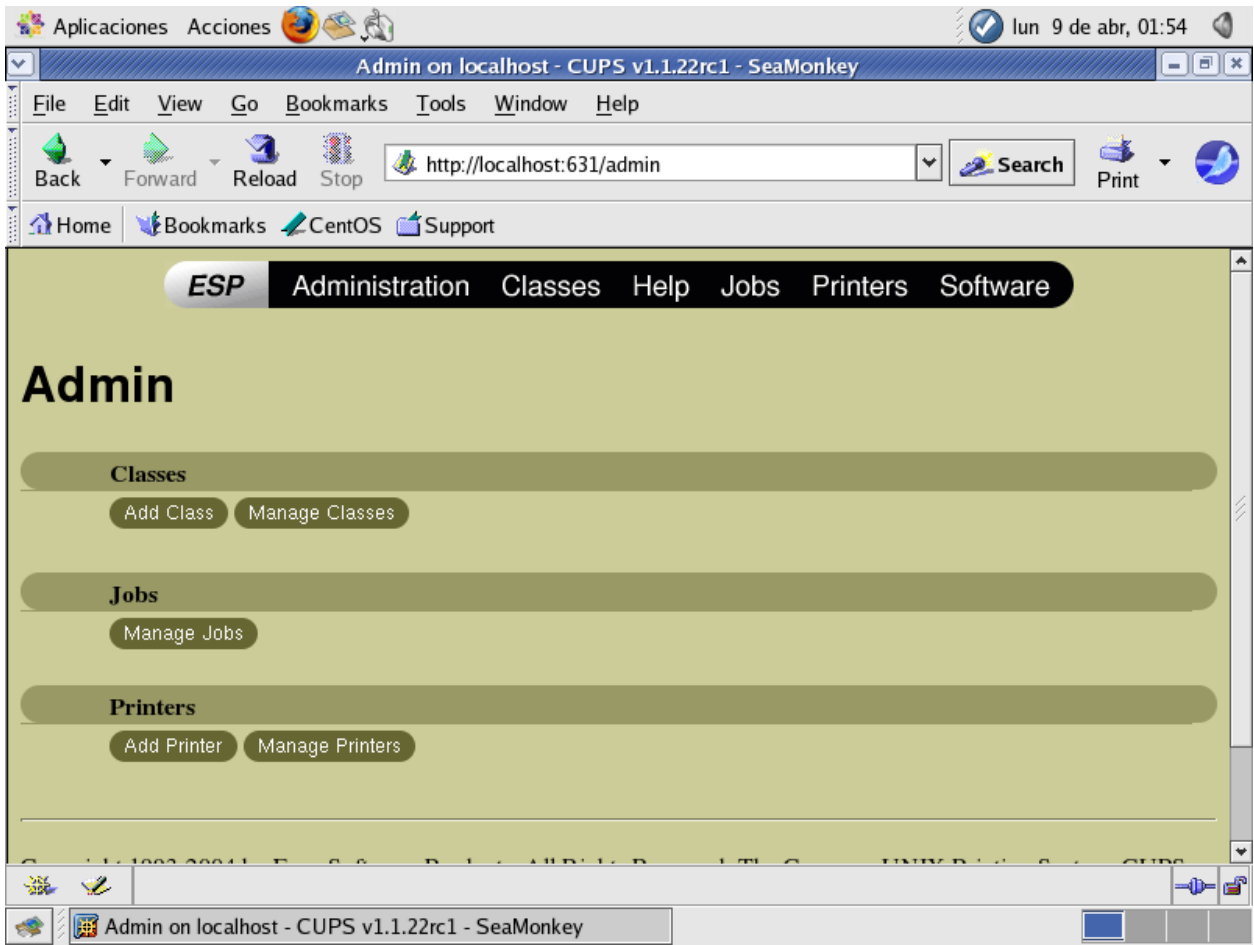 Aplicaciones Acciones lun 9 de abr, 01:54
Admin on localhost - CUPS v1.1.22rc1 - SeaMonkey
File Edit View Go Bookmarks Tools Window Help
Back Forward Reload Stop http://localhost:631/admin Search Print
Home Bookmarks CentOS Support
ESP Administration Classes Help Jobs Printers Software
Admin
Classes
Add Class Manage Classes
Jobs
Manage Jobs
Printers
Add Printer Manage Printers
Admin on localhost - CUPS v1.1.22rc1 - SeaMonkey